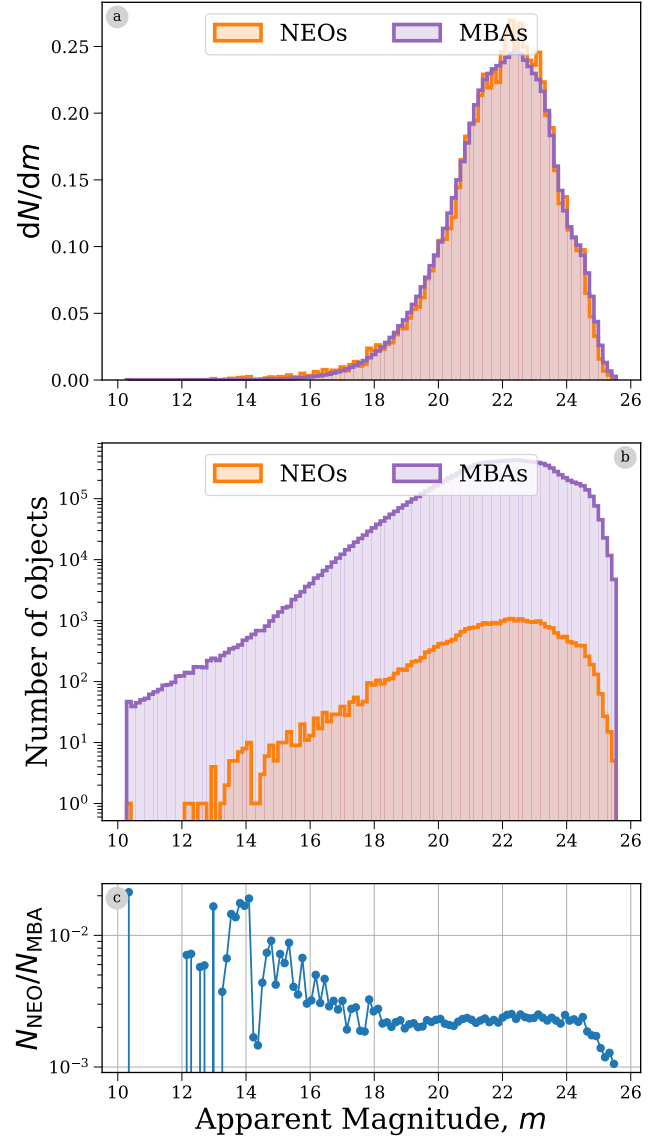 a
NEOs MBAs
dN/dm
0.25
0.20
0.15
0.10
0.05
0.00
10 12 14 16 18 20 22 24 26
b
NEOs MBAs
Number of objects
10⁵
10⁴
10³
10²
10¹
10⁰
10 12 14 16 18 20 22 24 26
c
N_NEO/N_MBA
10⁻²
10⁻³
10 12 14 16 18 20 22 24 26
Apparent Magnitude, m